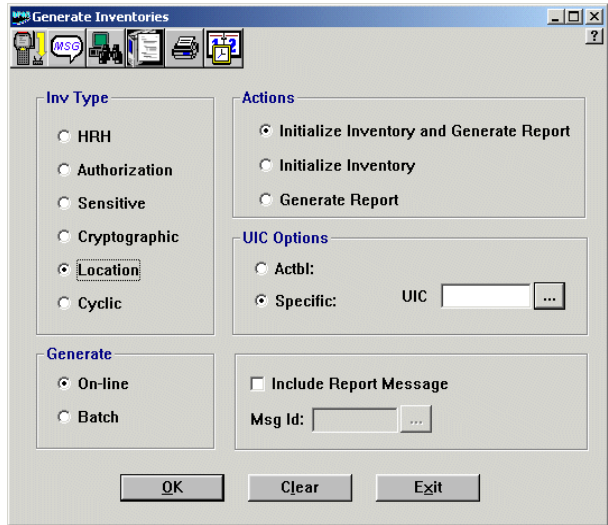 Generate Inventories
?
MSG
Inv Type
HRH
Authorization
Sensitive
Cryptographic
Location
Cyclic
Actions
Initialize Inventory and Generate Report
Initialize Inventory
Generate Report
UIC Options
Actbl:
Specific:
UIC
...
Generate
On-line
Batch
Include Report Message
Msg Id:
...
OK
Clear
Exit